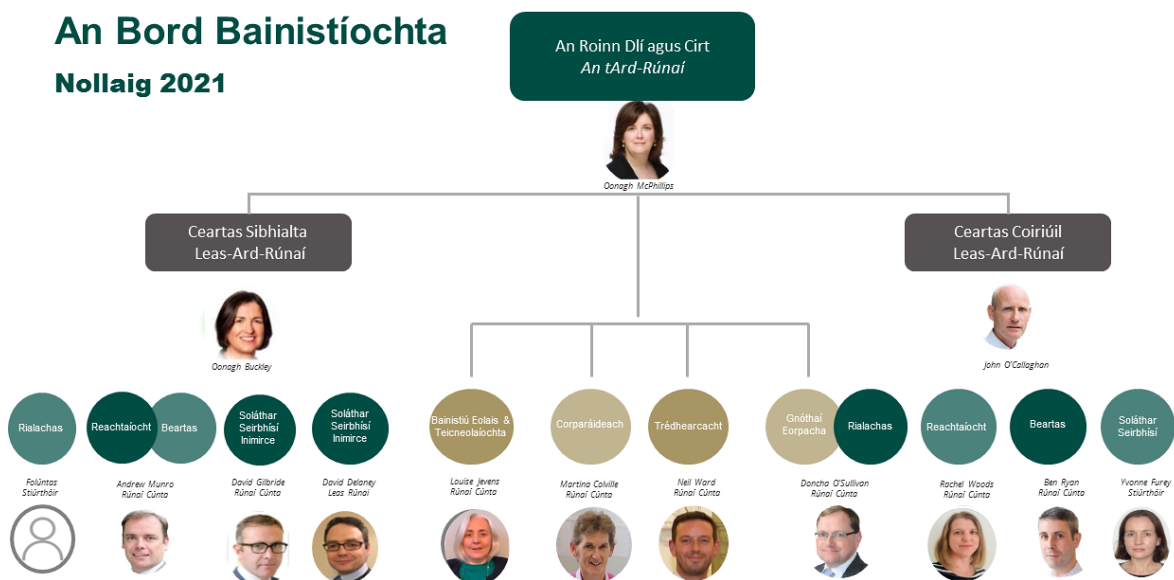 An Bord Bainistíochta
Nollaig 2021
An Roinn Dlí agus Cirt
An tArd-Rúnaí
Oonagh McPhillips
Ceartas Sibhialta
Leas-Ard-Rúnaí
Oonagh Buckley
Ceartas Coiriúil
Leas-Ard-Rúnaí
John O'Callaghan
Rialachas
Folúntas
Stiúrthóir
Reachtaíocht
Beartas
Andrew Munro
Rúnaí Cúnta
Soláthar
Seirbhísí
Inimirce
David Gilbride
Rúnaí Cúnta
Soláthar
Seirbhísí
Inimirce
David Delaney
Leas Rúnaí
Bainistiú Eolais &
Teicneolaíochta
Louise Jevens
Rúnaí Cúnta
Corparáideach
Martina Colville
Rúnaí Cúnta
Trédhearcacht
Neil Ward
Rúnaí Cúnta
Gnóthaí
Eorpacha
Rialachas
Doncha O'Sullivan
Rúnaí Cúnta
Reachtaíocht
Rachel Woods
Rúnaí Cúnta
Beartas
Ben Ryan
Rúnaí Cúnta
Soláthar
Seirbhísí
Yvonne Furey
Stiúrthóir